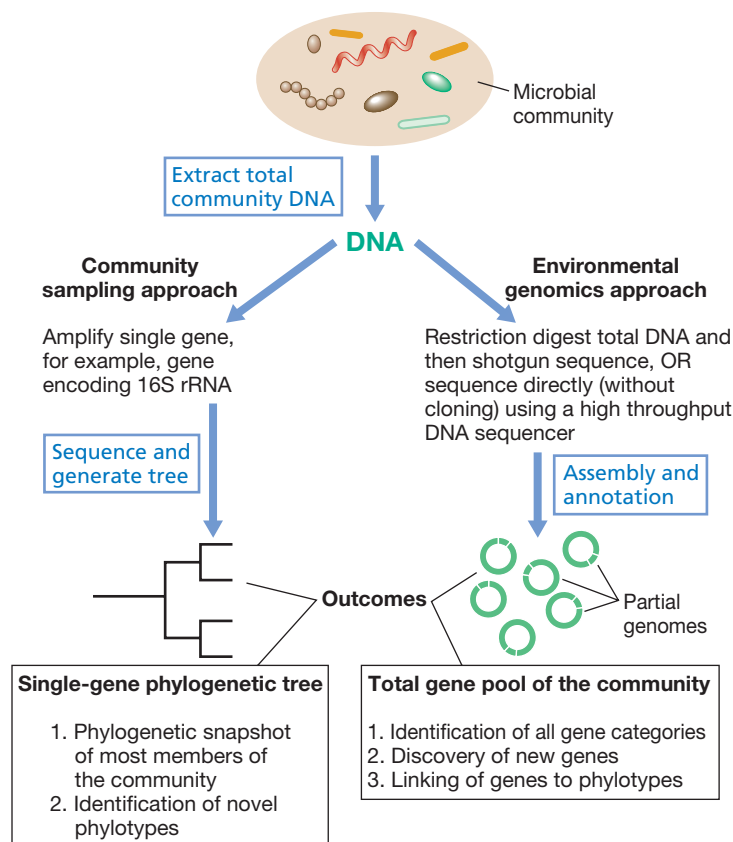 Microbial
community
Extract total
community DNA
DNA
Community
sampling approach
Amplify single gene,
for example, gene
encoding 16S rRNA
Sequence and
generate tree
Environmental
genomics approach
Restriction digest total DNA and
then shotgun sequence, OR
sequence directly (without
cloning) using a high throughput
DNA sequencer
Assembly and
annotation
Outcomes
Partial
genomes
Single-gene phylogenetic tree
1. Phylogenetic snapshot
of most members of
the community
2. Identification of novel
phylotypes
Total gene pool of the community
1. Identification of all gene categories
2. Discovery of new genes
3. Linking of genes to phylotypes